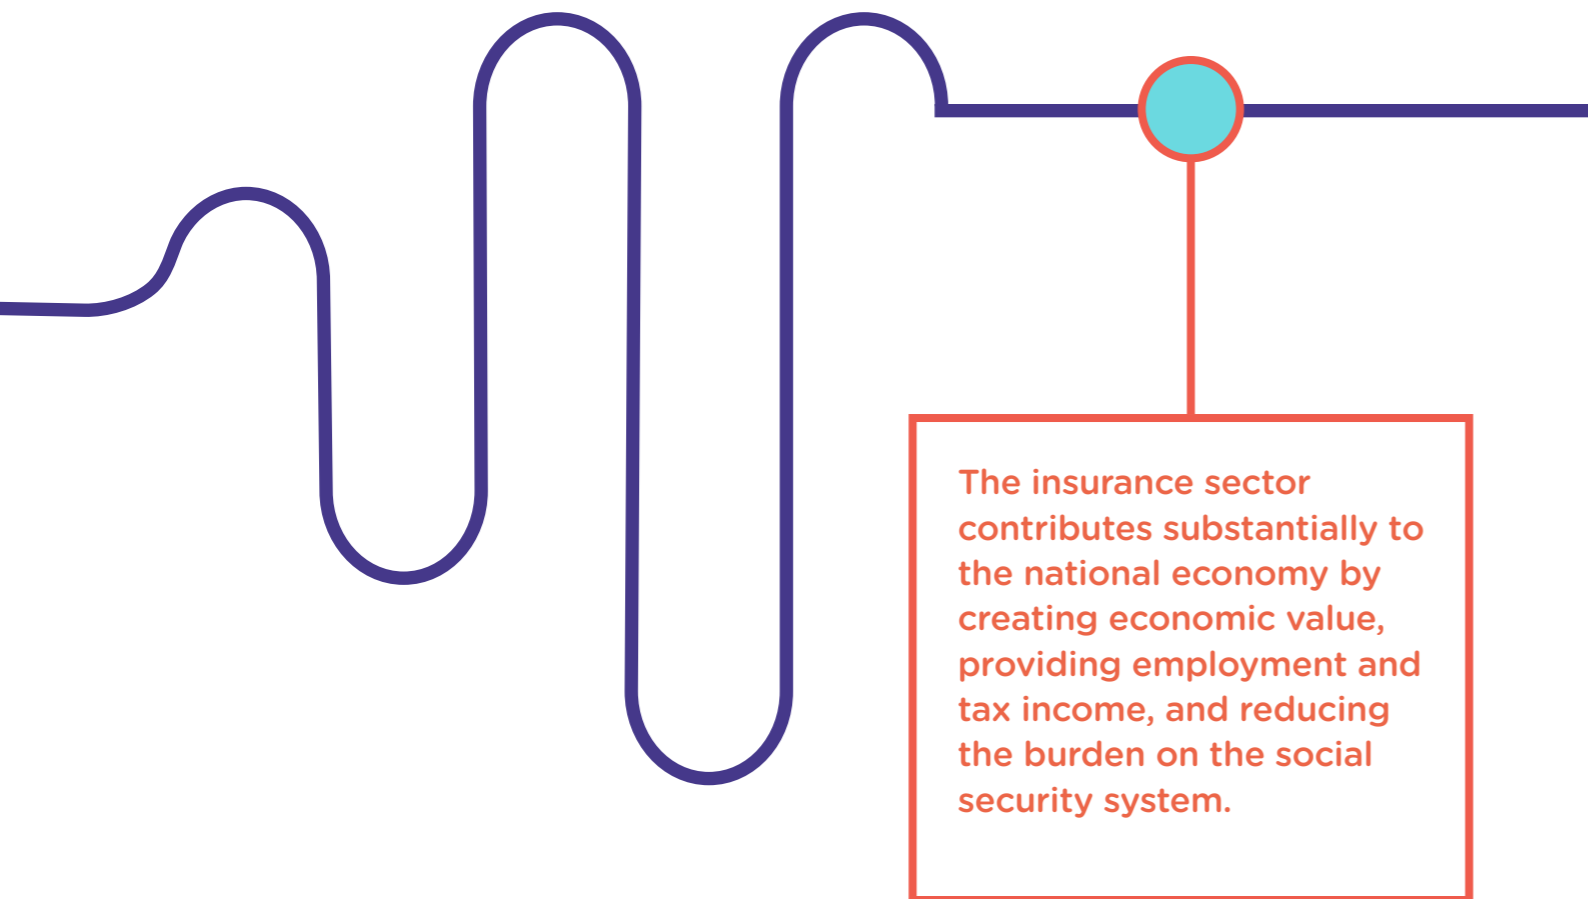 The insurance sector
contributes substantially to
the national economy by
creating economic value,
providing employment and
tax income, and reducing
the burden on the social
security system.